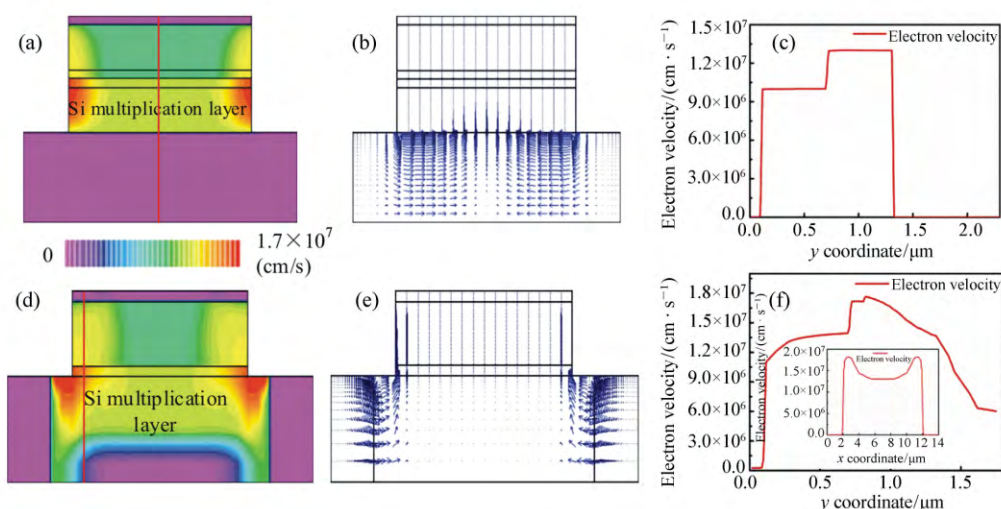 (a)
Si multiplication layer
(b)
(c)
Electron velocity
Electron velocity/(cm · s⁻¹)
1.5×10⁷
1.2×10⁷
9.0×10⁶
6.0×10⁶
3.0×10⁶
0.0
0 0.5 1.0 1.5 2.0
y coordinate/μm
0
1.7×10⁷
(cm/s)
(d)
Si multiplication
layer
(e)
(f)
Electron velocity
Electron velocity/(cm · s⁻¹)
1.8×10⁷
1.5×10⁷
1.2×10⁷
9.0×10⁶
6.0×10⁶
3.0×10⁶
0.0
0 0.5 1.0 1.5
y coordinate/μm
Electron velocity
Electron velocity/(cm · s⁻¹)
2.0×10⁷
1.5×10⁷
1.0×10⁷
5.0×10⁶
0.0
0 2 4 6 8 10 12 14
x coordinate/μm